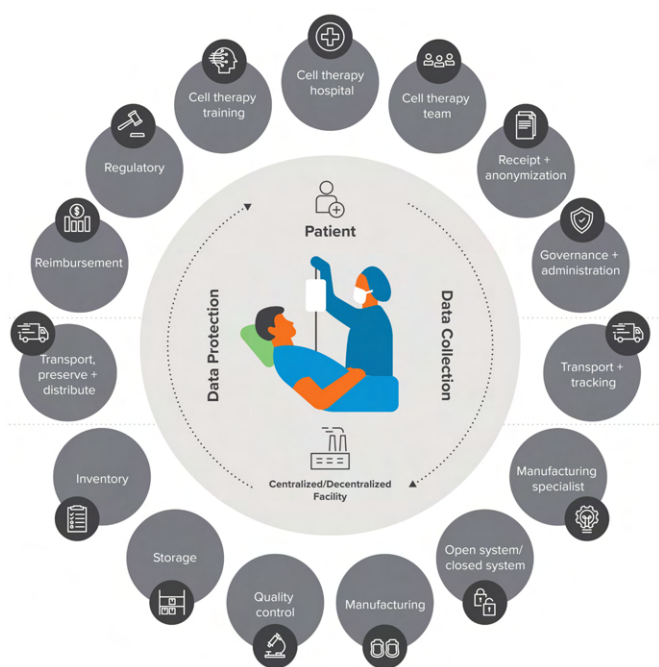 Cell therapy
hospital
Cell therapy
training
Cell therapy
team
Regulatory
Receipt +
anonymization
Reimbursement
Governance +
administration
Transport,
preserve +
distribute
Transport +
tracking
Inventory
Manufacturing
specialist
Storage
Open system/
closed system
Quality
control
Manufacturing
Patient
Data Protection
Data Collection
Centralized/Decentralized
Facility
$